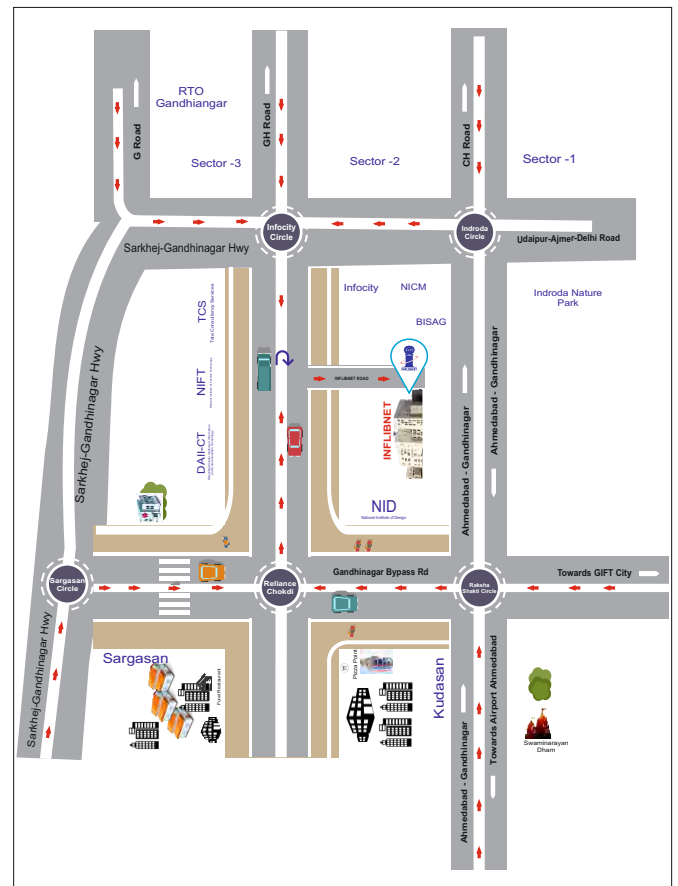 RTO
Gandhiangar
G Road
GH Road
CH Road
Sector -3
Sector -2
Sector -1
Infocity
Circle
Indroda
Circle
Udaipur-Ajmer-Delhi Road
Sarkhej-Gandhinagar Hwy
Infocity
NICM
BISAG
Indroda Nature
Park
TCS
Tata Consultancy Services
NIFT
DAII-CT
Sarkhej-Gandhinagar Hwy
INFLIBNET ROAD
INFLIBNET
INFLIBNET
Ahmedabad - Gandhinagar
Ahmedabad - Gandhinagar
NID
National Institute of Design
Sargasan
Circle
Reliance
Chokdi
Gandhinagar Bypass Rd
Raksha
Shakti Circle
Towards GIFT City
Sarkhej-Gandhinagar Hwy
Sargasan
Pizza Point
Kudasan
Ahmedabad - Gandhinagar
Towards Airport Ahmedabad
Swaminarayan
Dham